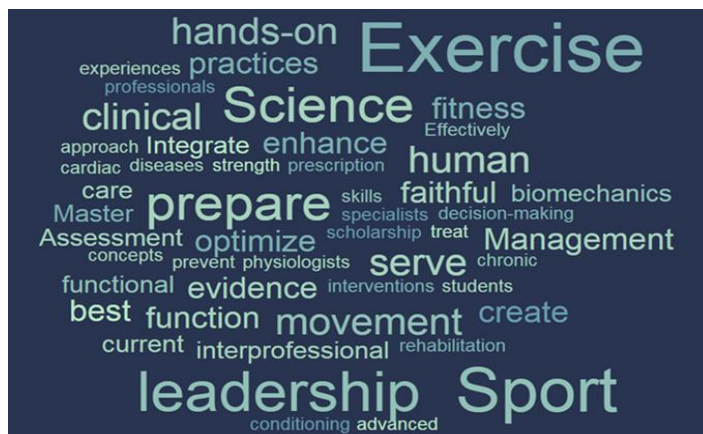 hands-on Exercise
experiences practices
professionals
clinical Science fitness
Effectively
approach Integrate enhance human
cardiac diseases strength prescription
care prepare skills faithful biomechanics
Master specialists decision-making
Assessment optimize scholarship treat Management
concepts prevent physiologists serve chronic
functional evidence interventions students
best function movement create
current interprofessional rehabilitation
leadership Sport
conditioning advanced